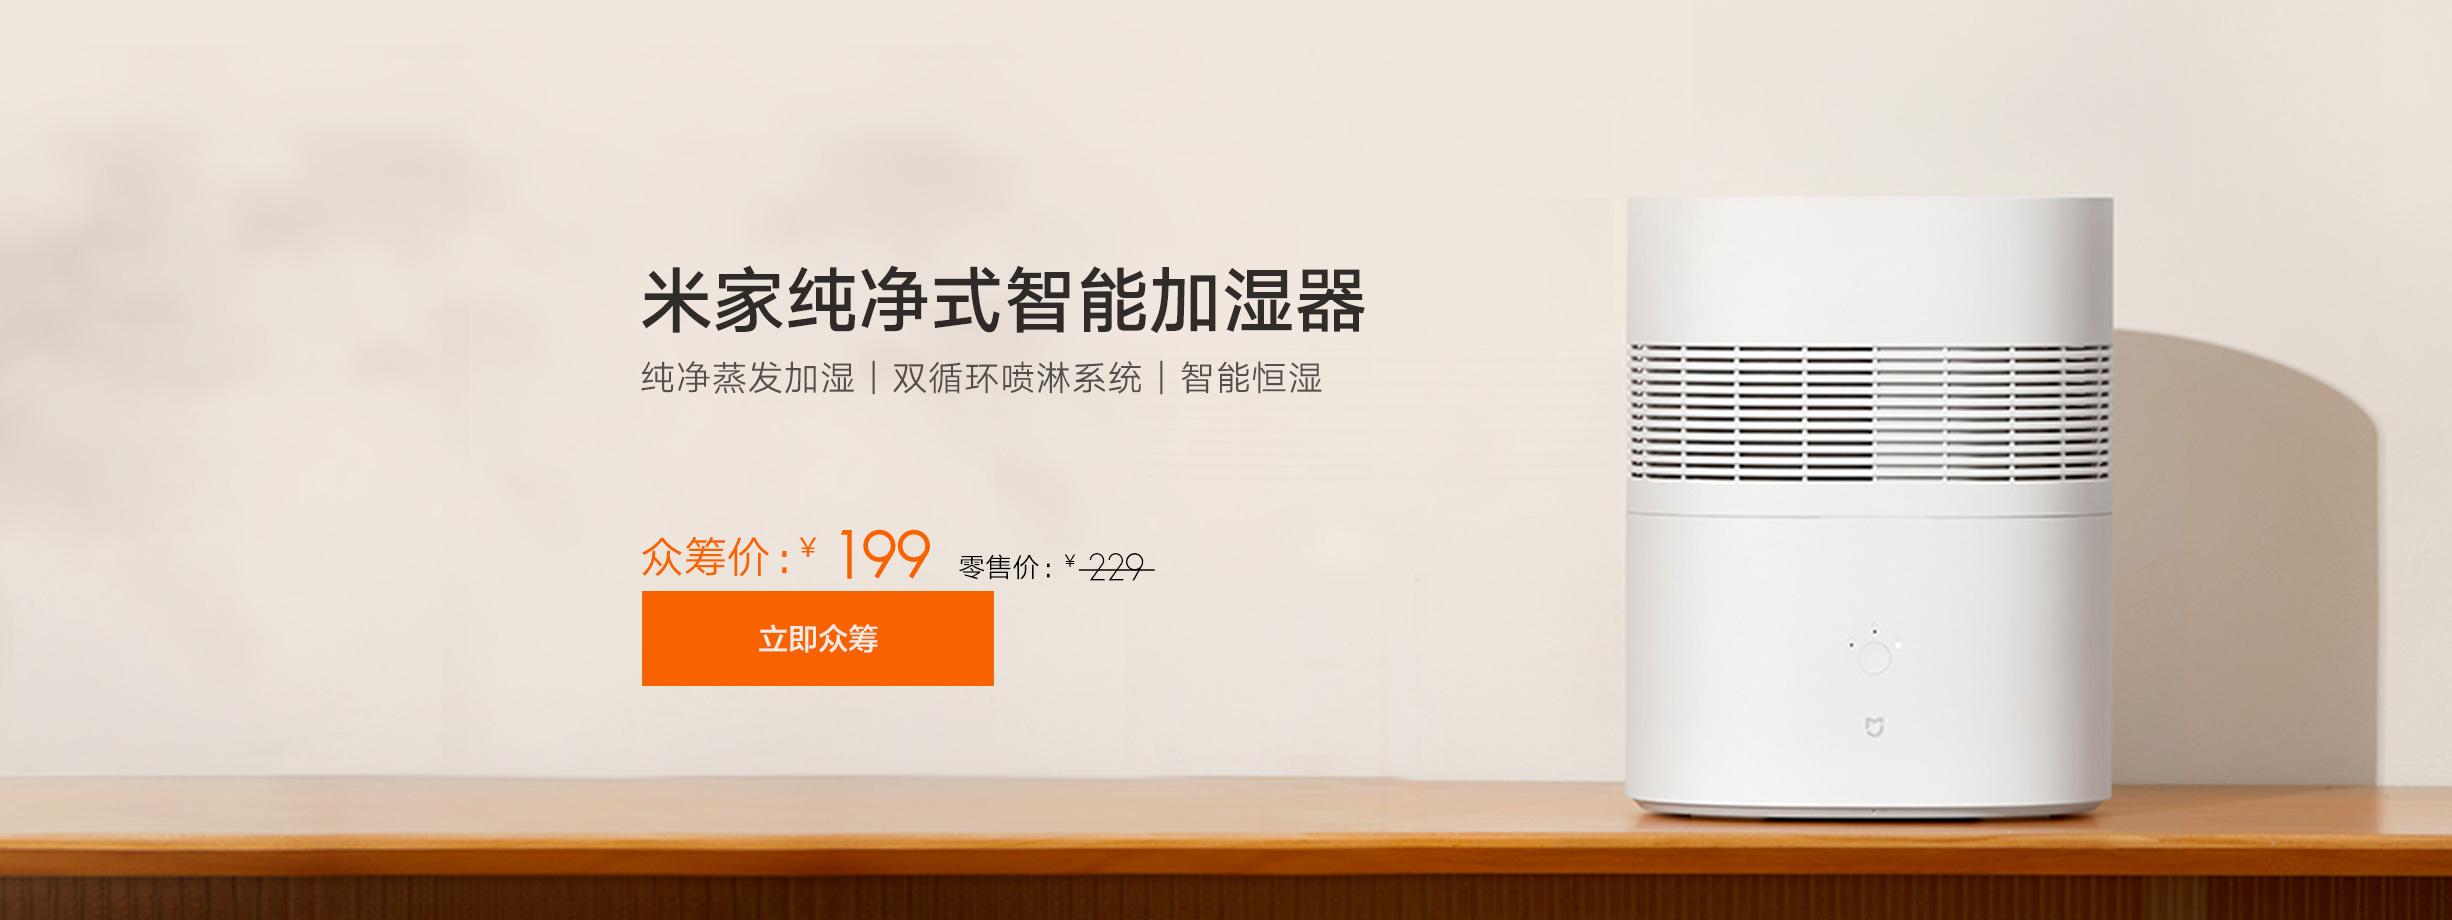 米家纯净式智能加湿器
纯净蒸发加湿｜双循环喷淋系统｜智能恒湿
众筹价：¥ 199 零售价：¥ 229
立即众筹